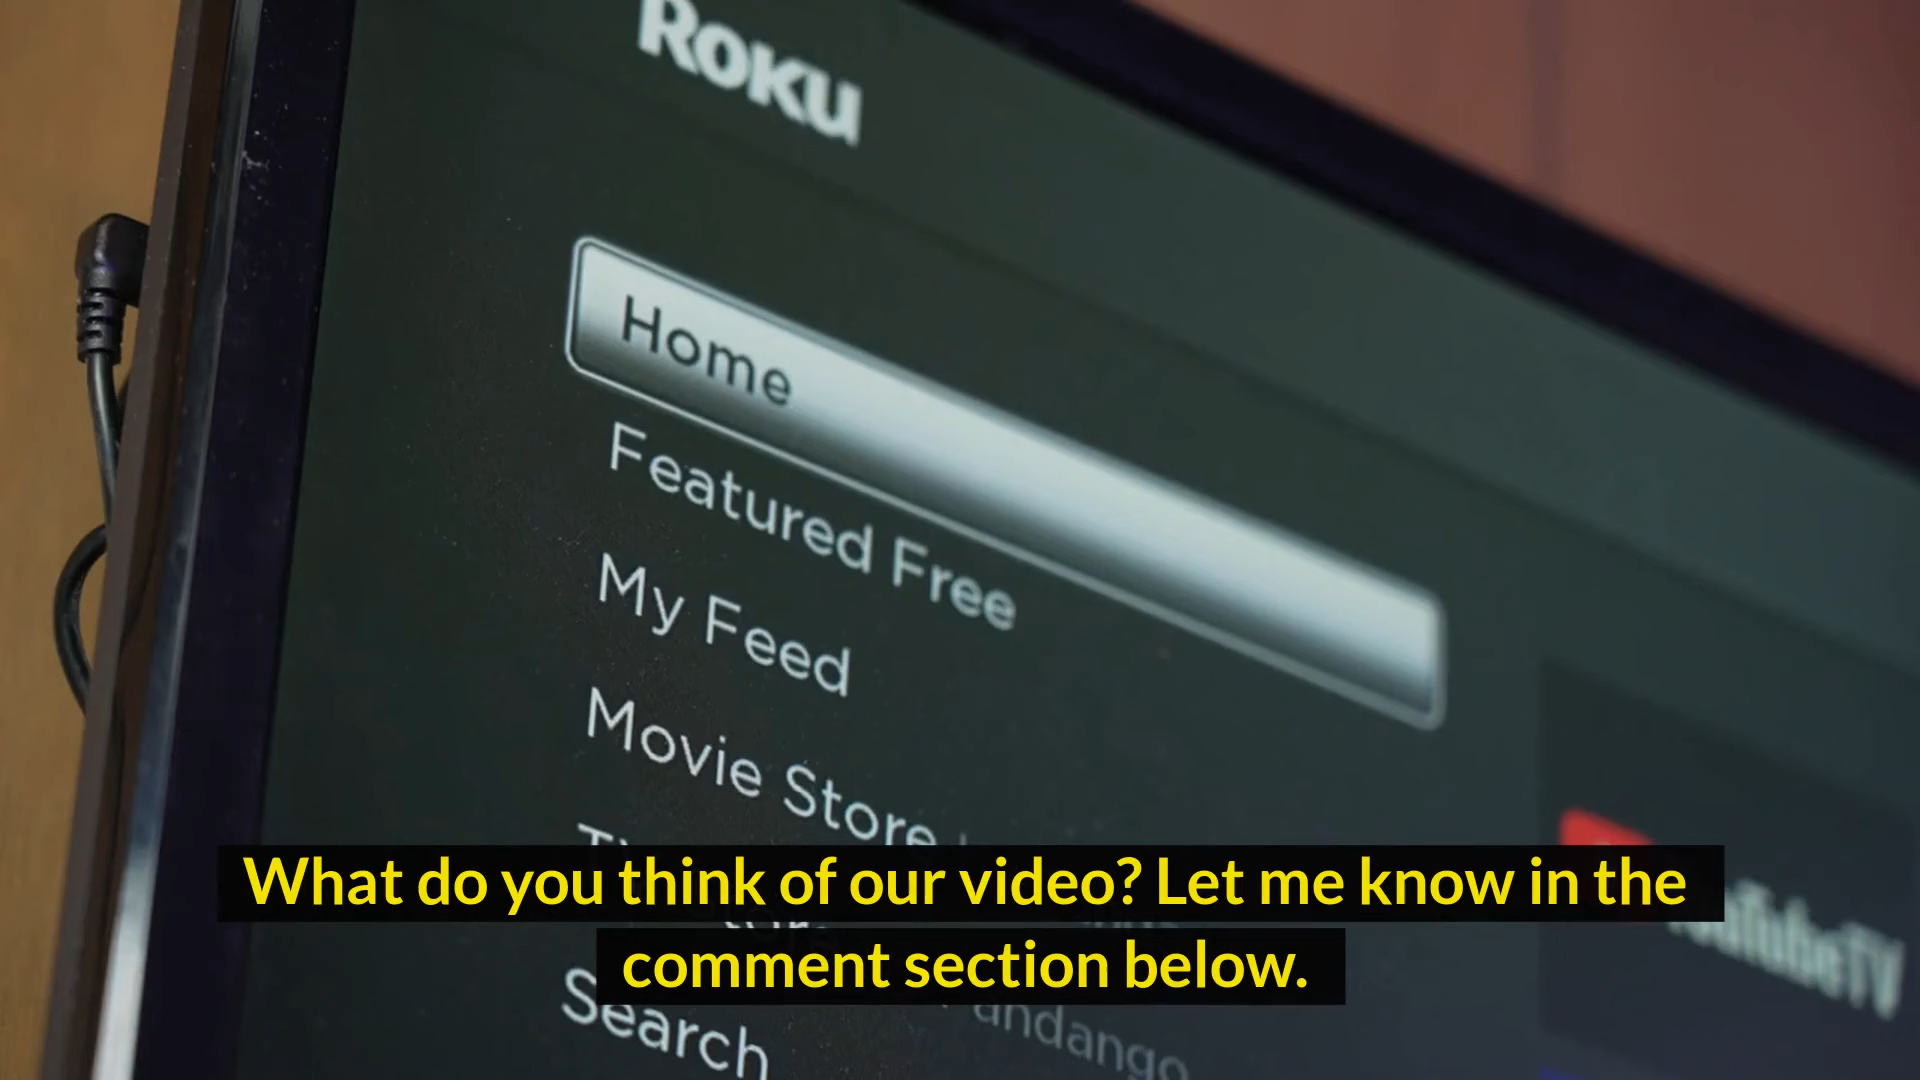 Roku
Home
Featured Free
My Feed
Movie Store
Search
YouTubeTV
What do you think of our video? Let me know in the
comment section below.